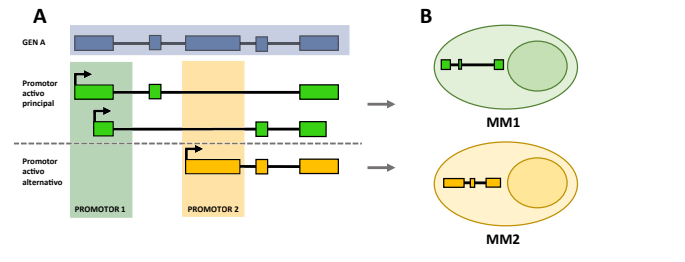 A
B
GEN A
Promotor
activo
principal
MM1
Promotor
activo
alternativo
PROMOTOR 1
PROMOTOR 2
MM2